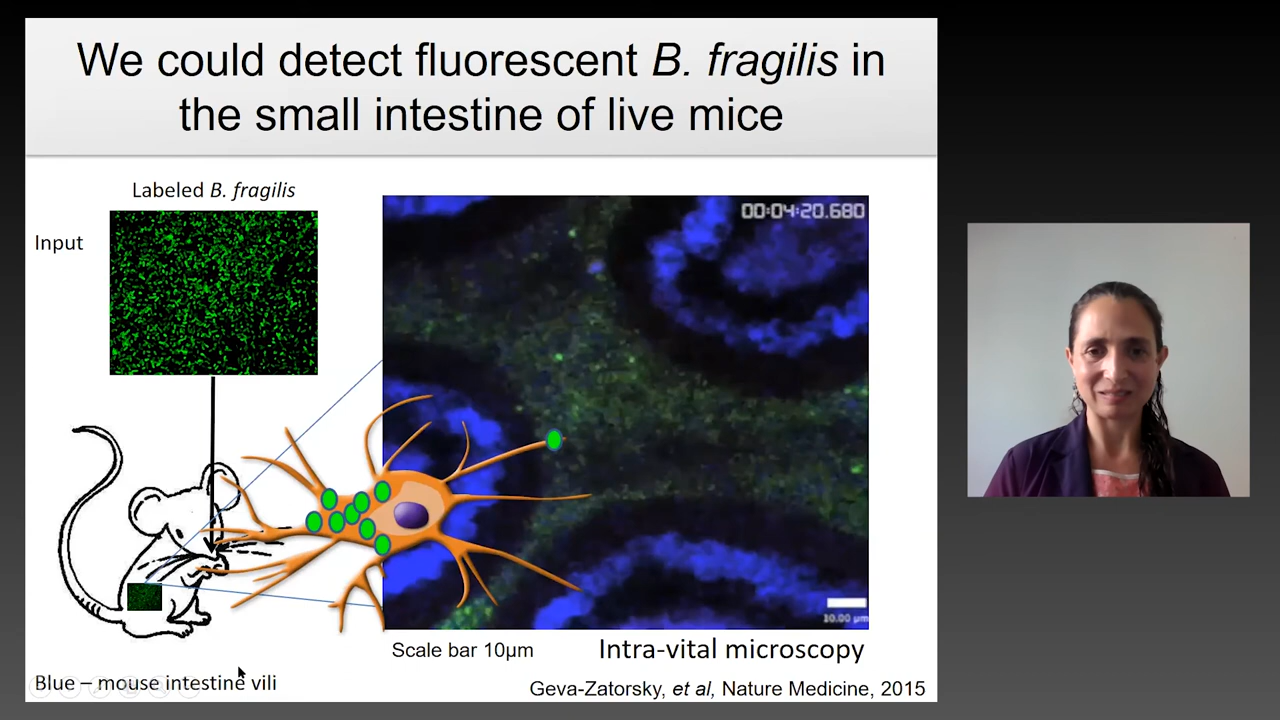 We could detect fluorescent B. fragilis in
the small intestine of live mice
Labeled B. fragilis
Input
00:04:20.680
10.00 µm
Scale bar 10µm
Intra-vital microscopy
Blue – mouse intestine vili
Geva-Zatorsky, et al, Nature Medicine, 2015